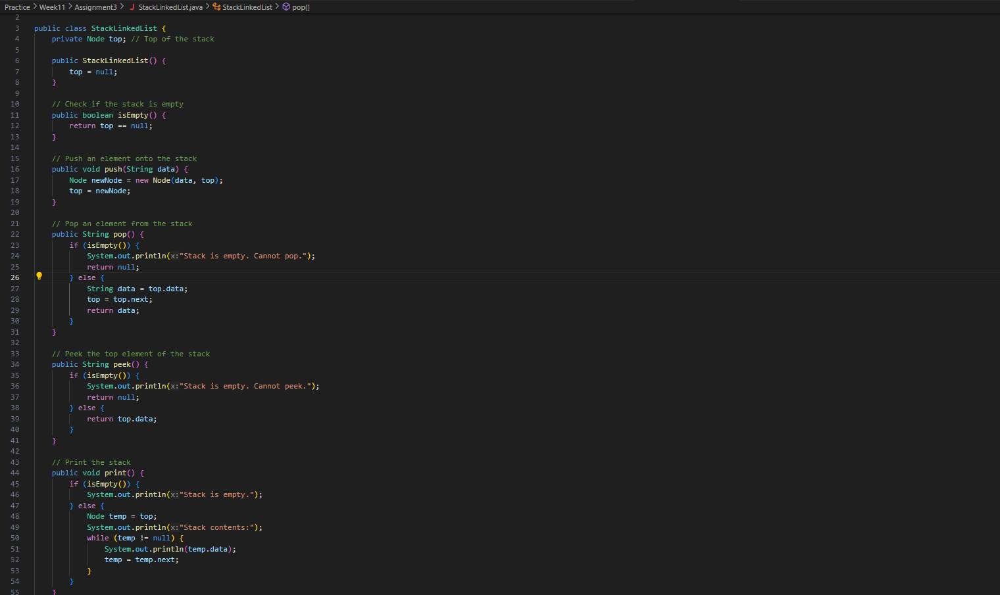 Practice > Week11 > Assignment3 > J StackLinkedList.java > StackLinkedList > pop()
2
3 public class StackLinkedList {
4     private Node top; // Top of the stack
5
6     public StackLinkedList() {
7         top = null;
8     }
9
10     // Check if the stack is empty
11     public boolean isEmpty() {
12         return top == null;
13     }
14
15     // Push an element onto the stack
16     public void push(String data) {
17         Node newNode = new Node(data, top);
18         top = newNode;
19     }
20
21     // Pop an element from the stack
22     public String pop() {
23         if (isEmpty()) {
24             System.out.println(x:"Stack is empty. Cannot pop.");
25             return null;
26         } else {
27             String data = top.data;
28             top = top.next;
29             return data;
30         }
31     }
32
33     // Peek the top element of the stack
34     public String peek() {
35         if (isEmpty()) {
36             System.out.println(x:"Stack is empty. Cannot peek.");
37             return null;
38         } else {
39             return top.data;
40         }
41     }
42
43     // Print the stack
44     public void print() {
45         if (isEmpty()) {
46             System.out.println(x:"Stack is empty.");
47         } else {
48             Node temp = top;
49             System.out.println(x:"Stack contents:");
50             while (temp != null) {
51                 System.out.println(temp.data);
52                 temp = temp.next;
53             }
54         }
55     }